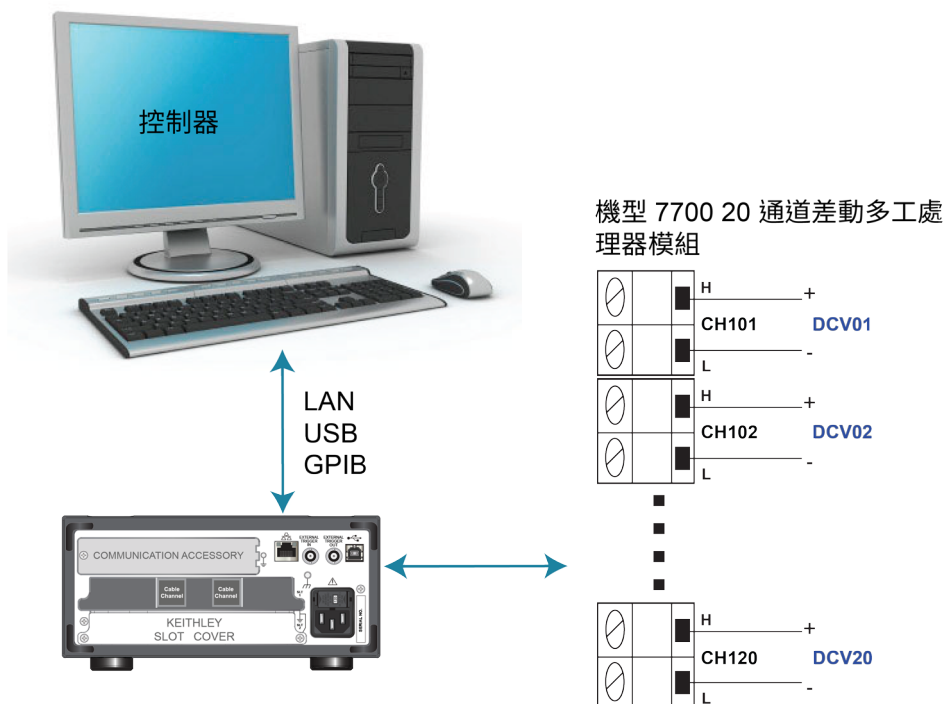 控制器
機型 7700 20 通道差動多工處
理器模組
H
+
CH101
DCV01
-
L
H
+
CH102
DCV02
-
L
H
+
CH120
DCV20
-
L
LAN
USB
GPIB
COMMUNICATION ACCESSORY
EXTERNAL
TRIGGER
IN
EXTERNAL
TRIGGER
OUT
Cable
Channel
Cable
Channel
KEITHLEY
SLOT COVER
SERIAL NO.